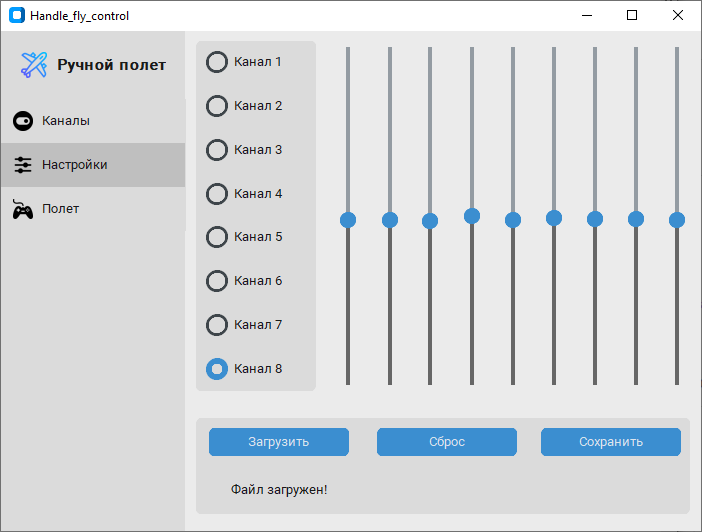 Handle_fly_control
Ручной полет
Каналы
Настройки
Полет
Канал 1
Канал 2
Канал 3
Канал 4
Канал 5
Канал 6
Канал 7
Канал 8
Загрузить
Сброс
Сохранить
Файл загружен!